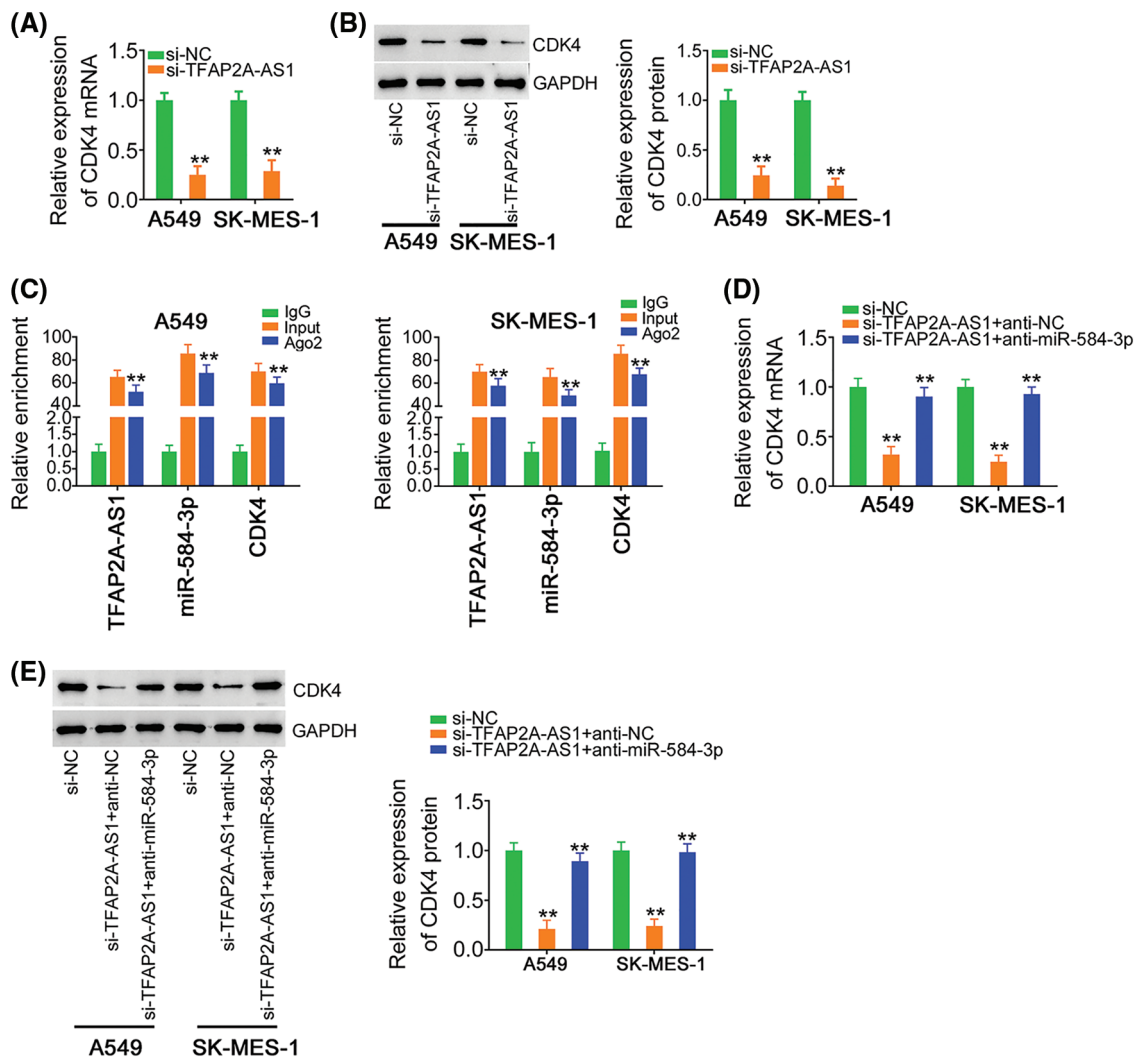 (A)
Relative expression
of CDK4 mRNA
si-NC
si-TFAP2A-AS1
1.5
1.0
0.5
0.0
**
**
A549
SK-MES-1
(B)
CDK4
GAPDH
si-NC
si-TFAP2A-AS1
si-NC
si-TFAP2A-AS1
A549
SK-MES-1
Relative expression
of CDK4 protein
si-NC
si-TFAP2A-AS1
1.5
1.0
0.5
0.0
**
**
A549
SK-MES-1
(C)
Relative enrichment
A549
IgG
Input
Ago2
100
80
60
40
2.0
1.5
1.0
0.5
0.0
**
**
**
TFAP2A-AS1
miR-584-3p
CDK4
Relative enrichment
SK-MES-1
IgG
Input
Ago2
100
80
60
40
2.0
1.5
1.0
0.5
0.0
**
**
**
TFAP2A-AS1
miR-584-3p
CDK4
(D)
Relative expression
of CDK4 mRNA
si-NC
si-TFAP2A-AS1+anti-NC
si-TFAP2A-AS1+anti-miR-584-3p
1.5
1.0
0.5
0.0
**
**
**
**
A549
SK-MES-1
(E)
CDK4
GAPDH
si-NC
si-TFAP2A-AS1+anti-NC
si-TFAP2A-AS1+anti-miR-584-3p
si-NC
si-TFAP2A-AS1+anti-NC
si-TFAP2A-AS1+anti-miR-584-3p
A549
SK-MES-1
si-NC
si-TFAP2A-AS1+anti-NC
si-TFAP2A-AS1+anti-miR-584-3p
Relative expression
of CDK4 protein
1.5
1.0
0.5
0.0
**
**
**
**
A549
SK-MES-1